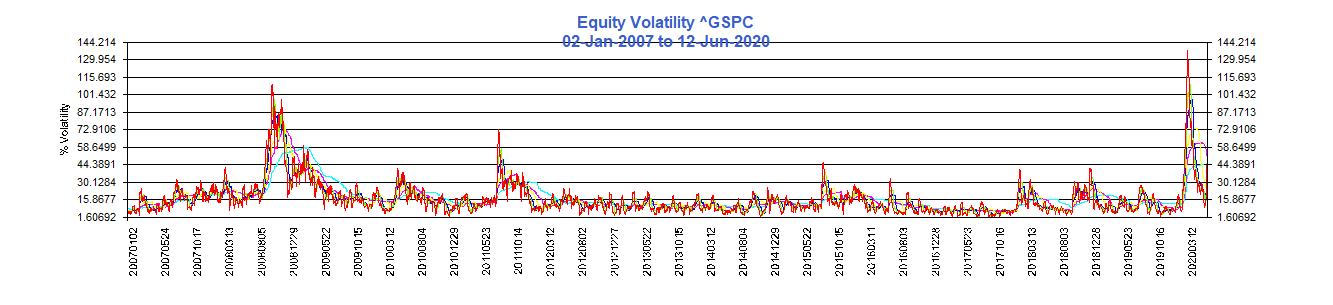 Equity Volatility ^GSPC
02-Jan-2007 to 12-Jun-2020
144.214 144.214
129.954 129.954
115.693 115.693
101.432 101.432
87.1713 87.1713
72.9106 72.9106
58.6499 58.6499
44.3891 44.3891
30.1284 30.1284
15.8677 15.8677
1.60692 1.60692
% Volatility
20070102 20070524 20071017 20080313 20080805 20081229 20090522 20091015 20100312 20100804 20101229 20110523 20111014 20120312 20120802 20121227 20130522 20131015 20140312 20140804 20141229 20150522 20151015 20160311 20160803 20161228 20170523 20171016 20180313 20180803 20181228 20190523 20191016 20200312